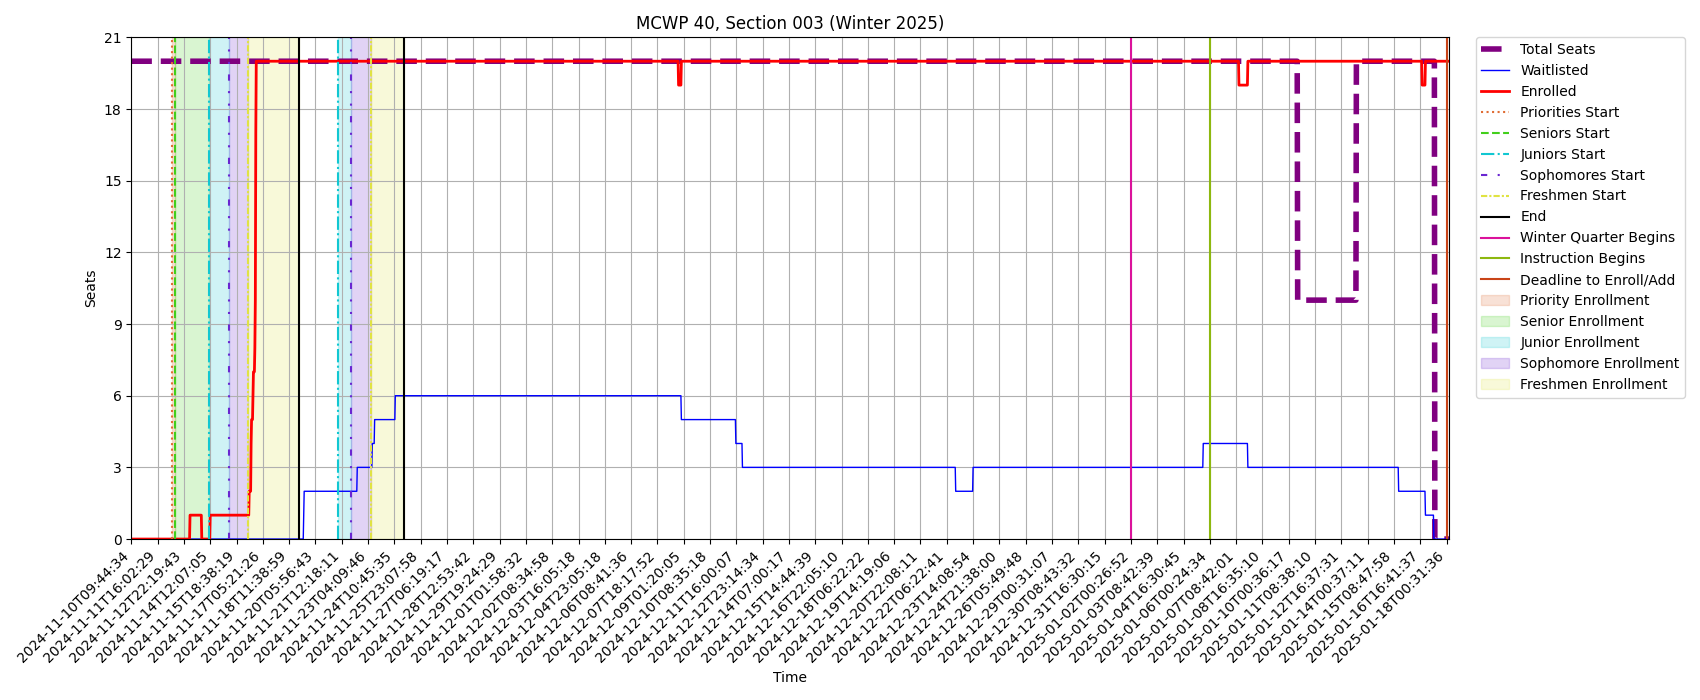 MCWP 40, Section 003 (Winter 2025)
21
18
15
12
9
6
3
0
Seats
2024-11-10T09:44:34
2024-11-11T16:02:29
2024-11-12T22:19:43
2024-11-14T12:07:05
2024-11-15T18:38:19
2024-11-17T05:21:26
2024-11-18T11:38:59
2024-11-20T05:56:43
2024-11-21T12:18:11
2024-11-23T04:09:46
2024-11-24T10:45:35
2024-11-25T23:07:58
2024-11-27T06:19:17
2024-11-28T12:53:42
2024-11-29T19:24:29
2024-12-01T01:58:32
2024-12-02T08:34:58
2024-12-03T16:05:18
2024-12-04T23:05:18
2024-12-06T08:41:36
2024-12-07T18:17:52
2024-12-09T01:20:05
2024-12-10T08:35:18
2024-12-11T16:00:07
2024-12-12T23:14:34
2024-12-14T07:00:17
2024-12-15T14:44:39
2024-12-16T22:05:10
2024-12-18T06:22:22
2024-12-19T14:19:06
2024-12-20T22:08:11
2024-12-22T06:22:41
2024-12-23T14:08:54
2024-12-24T21:38:00
2024-12-26T05:49:48
2024-12-29T00:31:07
2024-12-30T08:43:32
2024-12-31T16:30:15
2025-01-02T00:26:52
2025-01-03T08:42:39
2025-01-04T16:30:45
2025-01-06T00:24:34
2025-01-07T08:42:01
2025-01-08T16:35:10
2025-01-10T00:36:17
2025-01-11T08:38:10
2025-01-12T16:37:31
2025-01-14T00:37:11
2025-01-15T08:47:58
2025-01-16T16:41:37
2025-01-18T00:31:36
Time
Total Seats
Waitlisted
Enrolled
Priorities Start
Seniors Start
Juniors Start
Sophomores Start
Freshmen Start
End
Winter Quarter Begins
Instruction Begins
Deadline to Enroll/Add
Priority Enrollment
Senior Enrollment
Junior Enrollment
Sophomore Enrollment
Freshmen Enrollment